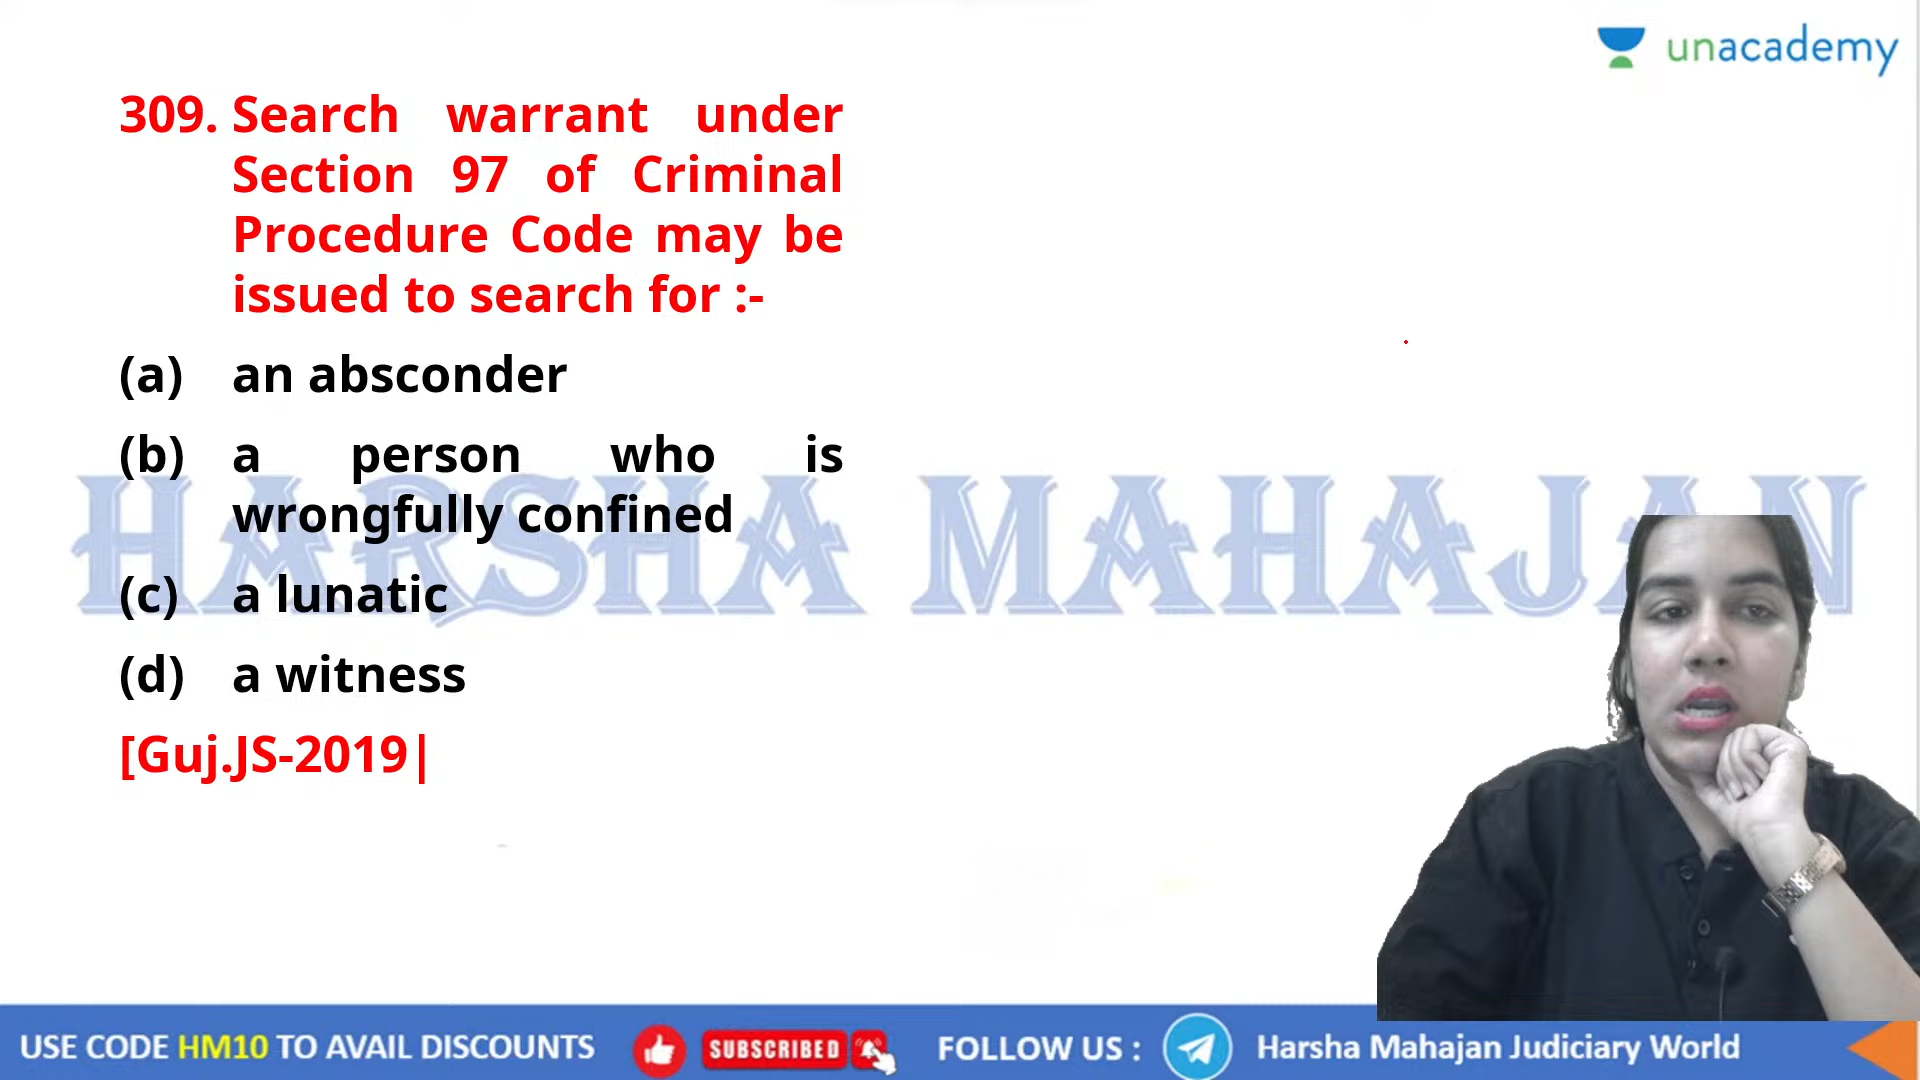 unacademy
309. Search warrant under
Section 97 of Criminal
Procedure Code may be
issued to search for :-
(a) an absconder
(b) a person who is
wrongfully confined
(c) a lunatic
(d) a witness
[Guj.JS-2019|
HARSHA MAHAJAN
USE CODE HM10 TO AVAIL DISCOUNTS
SUBSCRIBED
FOLLOW US :
Harsha Mahajan Judiciary World